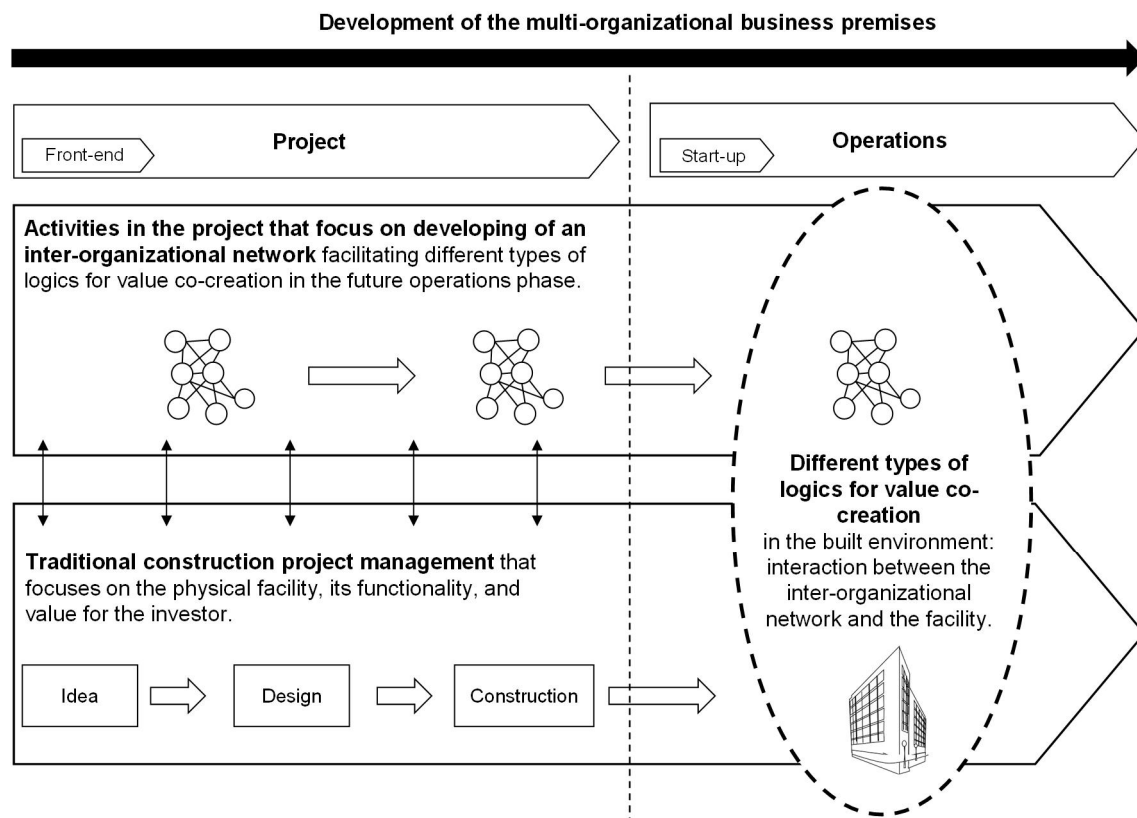 Development of the multi-organizational business premises
Project
Front-end
Operations
Start-up
Activities in the project that focus on developing of an
inter-organizational network facilitating different types of
logics for value co-creation in the future operations phase.
Different types of
logics for value co-
creation
in the built environment:
interaction between the
inter-organizational
network and the facility.
Traditional construction project management that
focuses on the physical facility, its functionality, and
value for the investor.
Idea
Design
Construction